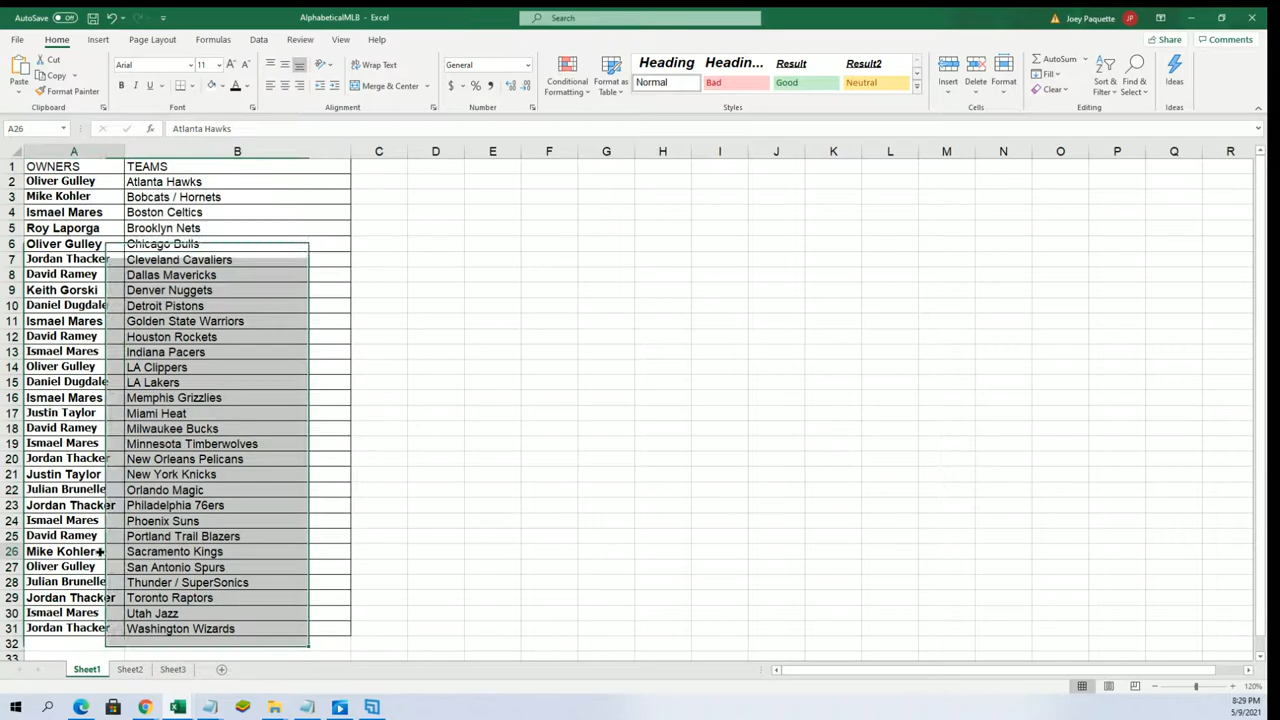 AutoSave Off AlphabeticalMLB - Excel Search Joey Paquette JP
File Home Insert Page Layout Formulas Data Review View Help Share Comments
Paste Cut Copy Format Painter Clipboard
Arial 11 B I U Font
Wrap Text Merge & Center Alignment
General $ % Number
Conditional Formatting Format as Table
Heading Headin... Result Result2
Normal Bad Good Neutral
Styles
Insert Delete Format Cells
AutoSum Fill Clear Sort & Filter Find & Select Editing
Ideas Ideas
A26 fx Atlanta Hawks
A B C D E F G H I J K L M N O P Q R
1 OWNERS TEAMS
2 Oliver Gulley Atlanta Hawks
3 Mike Kohler Bobcats / Hornets
4 Ismael Mares Boston Celtics
5 Roy Laporga Brooklyn Nets
6 Oliver Gulley Chicago Bulls
7 Jordan Thacker Cleveland Cavaliers
8 David Ramey Dallas Mavericks
9 Keith Gorski Denver Nuggets
10 Daniel Dugdale Detroit Pistons
11 Ismael Mares Golden State Warriors
12 David Ramey Houston Rockets
13 Ismael Mares Indiana Pacers
14 Oliver Gulley LA Clippers
15 Daniel Dugdale LA Lakers
16 Ismael Mares Memphis Grizzlies
17 Justin Taylor Miami Heat
18 David Ramey Milwaukee Bucks
19 Ismael Mares Minnesota Timberwolves
20 Jordan Thacker New Orleans Pelicans
21 Justin Taylor New York Knicks
22 Julian Brunelle Orlando Magic
23 Jordan Thacker Philadelphia 76ers
24 Ismael Mares Phoenix Suns
25 David Ramey Portland Trail Blazers
26 Mike Kohler Sacramento Kings
27 Oliver Gulley San Antonio Spurs
28 Julian Brunelle Thunder / SuperSonics
29 Jordan Thacker Toronto Raptors
30 Ismael Mares Utah Jazz
31 Jordan Thacker Washington Wizards
32
33
Sheet1 Sheet2 Sheet3
120%
8:29 PM
5/9/2021